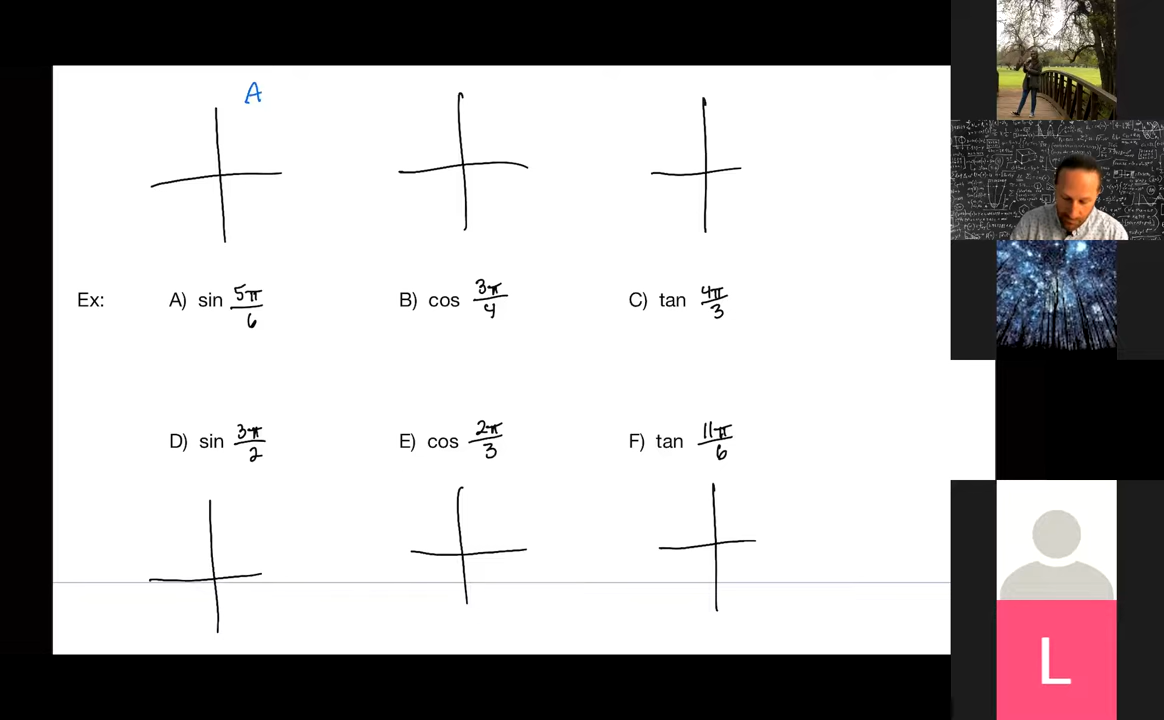 A
Ex: A) sin 5π/6 B) cos 3π/4 C) tan 4π/3
D) sin 3π/2 E) cos 2π/3 F) tan 11π/6
L